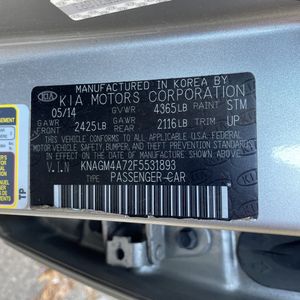 MANUFACTURED IN KOREA BY
KIA KIA MOTORS CORPORATION
05/14 GVWR 4365LB PAINT STM
GAWR FRONT 2425LB GAWR REAR 2116LB TRIM UP
THIS VEHICLE CONFORMS TO ALL APPLICABLE U.S.A. FEDERAL
MOTOR VEHICLE SAFETY, BUMPER, AND THEFT PREVENTION
STANDARDS IN EFFECT ON THE DATE OF MANUFACTURE
SHOWN ABOVE.
V.I.N KNAGM4A72F5531893
PASSENGER CAR
TP